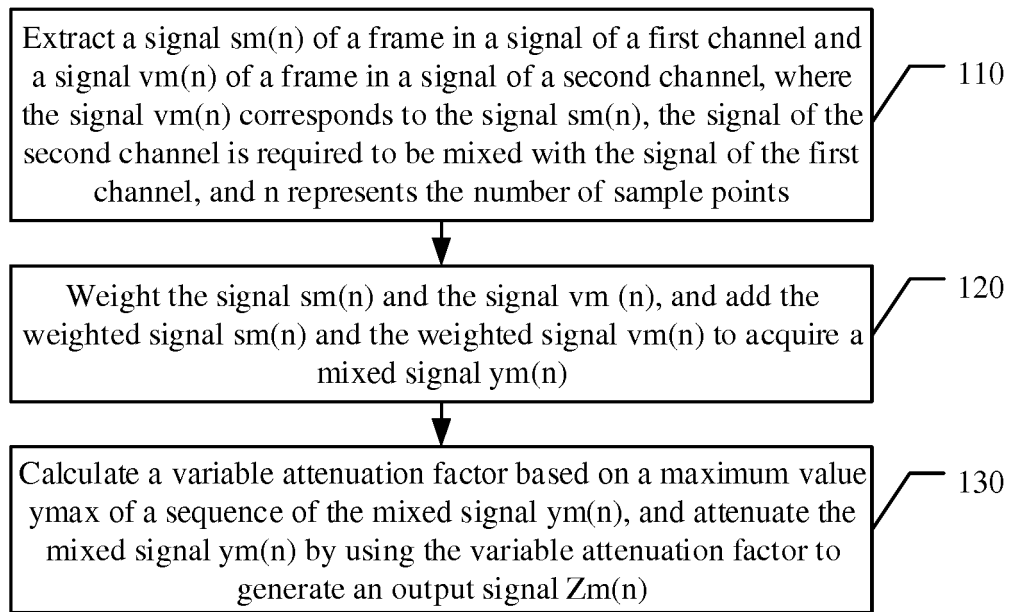 Extract a signal sm(n) of a frame in a signal of a first channel and
a signal vm(n) of a frame in a signal of a second channel, where
the signal vm(n) corresponds to the signal sm(n), the signal of the
second channel is required to be mixed with the signal of the first
channel, and n represents the number of sample points
110
Weight the signal sm(n) and the signal vm (n), and add the
weighted signal sm(n) and the weighted signal vm(n) to acquire a
mixed signal ym(n)
120
Calculate a variable attenuation factor based on a maximum value
ymax of a sequence of the mixed signal ym(n), and attenuate the
mixed signal ym(n) by using the variable attenuation factor to
generate an output signal Zm(n)
130